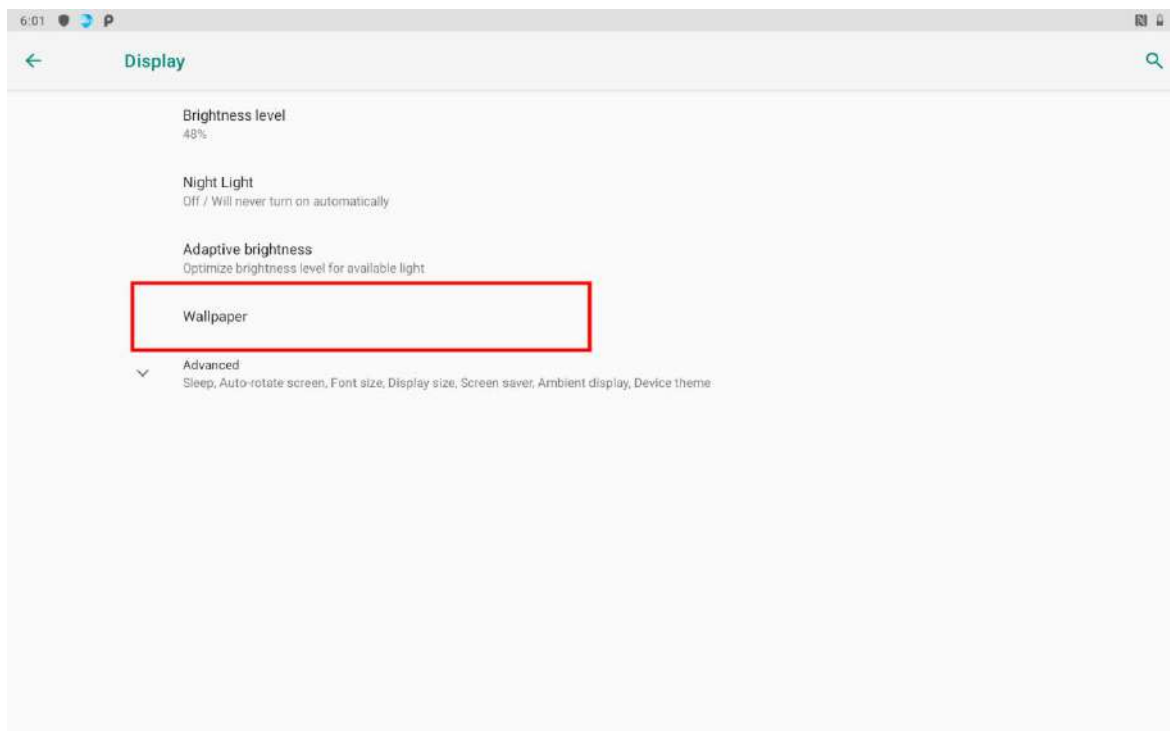 6:01
Display
Brightness level
48%
Night Light
Off / Will never turn on automatically
Adaptive brightness
Optimize brightness level for available light
Wallpaper
Advanced
Sleep, Auto-rotate screen, Font size, Display size, Screen saver, Ambient display, Device theme